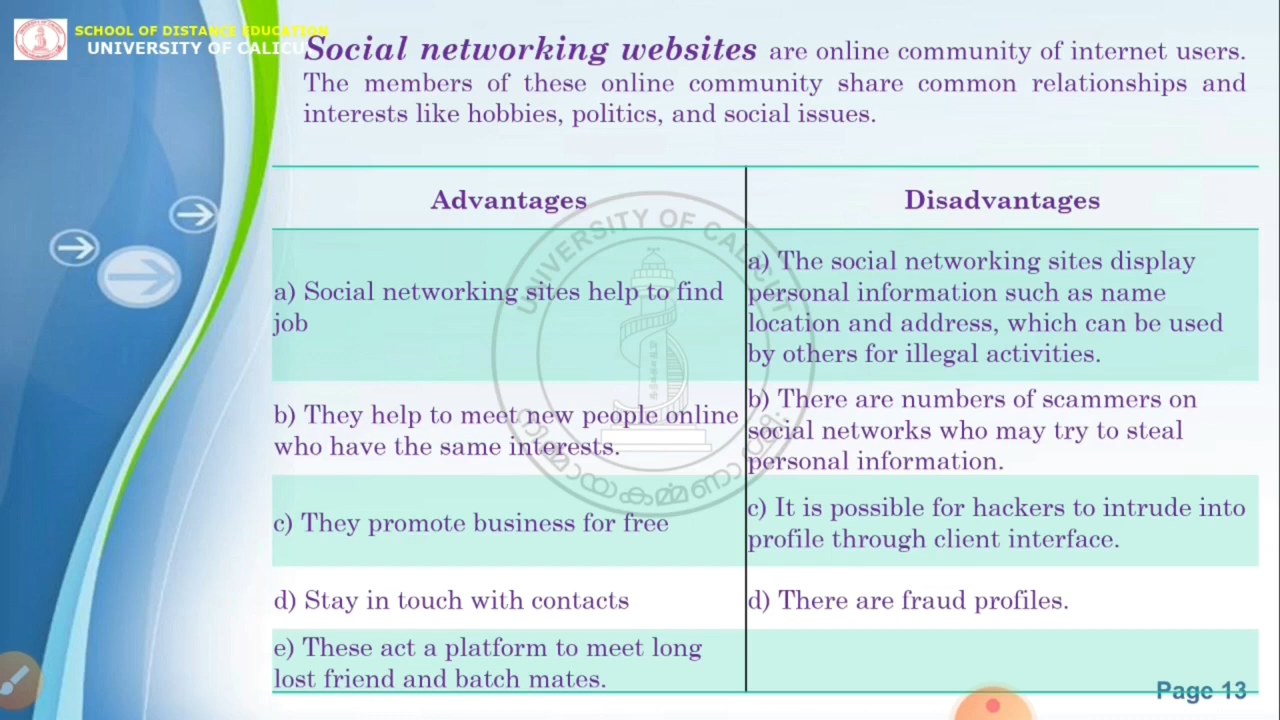 SCHOOL OF DISTANCE EDUCATION
UNIVERSITY OF CALICU
Social networking websites are online community of internet users.
The members of these online community share common relationships and
interests like hobbies, politics, and social issues.
Advantages
Disadvantages
a) Social networking sites help to find
job
a) The social networking sites display
personal information such as name
location and address, which can be used
by others for illegal activities.
b) They help to meet new people online
who have the same interests.
b) There are numbers of scammers on
social networks who may try to steal
personal information.
c) They promote business for free
c) It is possible for hackers to intrude into
profile through client interface.
d) Stay in touch with contacts
d) There are fraud profiles.
e) These act a platform to meet long
lost friend and batch mates.
UNIVERSITY OF CALICUT
Page 13